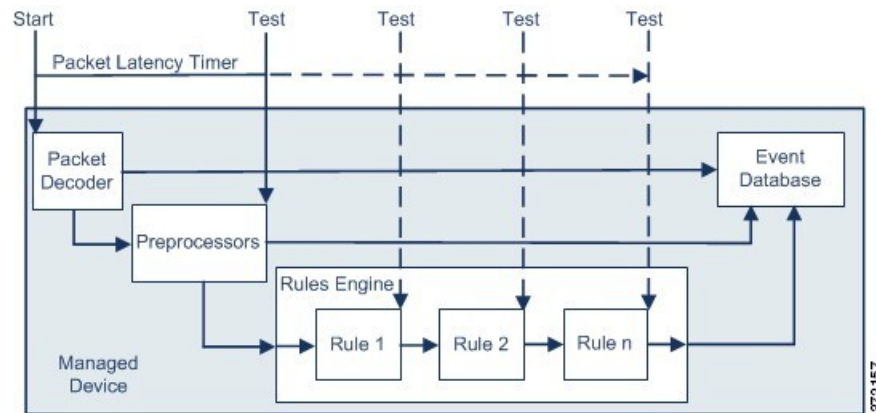 Start
Test
Test
Test
Test
Packet Latency Timer
Packet
Decoder
Event
Database
Preprocessors
Rules Engine
Rule 1
Rule 2
Rule n
Managed
Device
372157